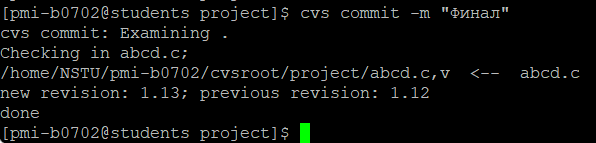 [pmi-b0702@students project]$ cvs commit -m "Финал"
cvs commit: Examining .
Checking in abcd.c;
/home/NSTU/pmi-b0702/cvsroot/project/abcd.c,v  <--  abcd.c
new revision: 1.13; previous revision: 1.12
done
[pmi-b0702@students project]$